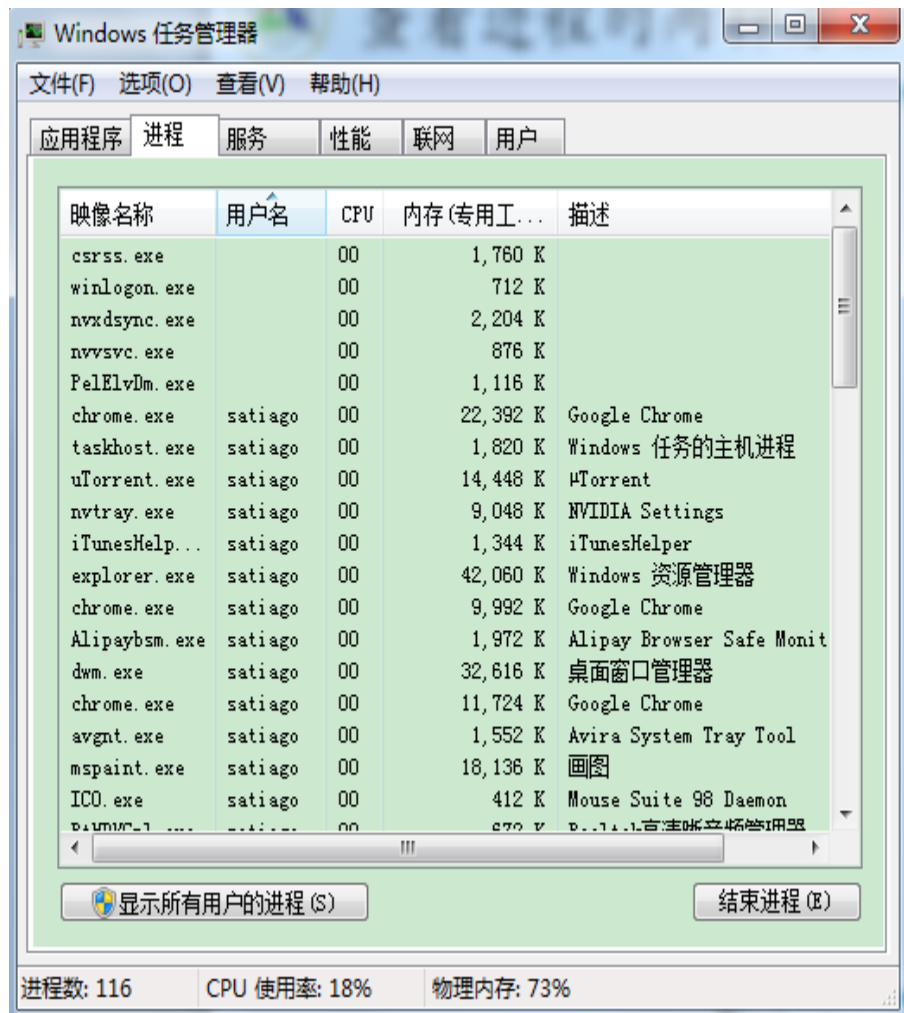 Windows 任务管理器
文件(F) 选项(O) 查看(V) 帮助(H)
应用程序 进程 服务 性能 联网 用户
映像名称 用户名 CPU 内存(专用工... 描述
csrss.exe 00 1,760 K
winlogon.exe 00 712 K
nvxdsync.exe 00 2,204 K
nvvsvc.exe 00 876 K
PelElvDm.exe 00 1,116 K
chrome.exe satiago 00 22,392 K Google Chrome
taskhost.exe satiago 00 1,820 K Windows 任务的主机进程
uTorrent.exe satiago 00 14,448 K µTorrent
nvtray.exe satiago 00 9,048 K NVIDIA Settings
iTunesHelp... satiago 00 1,344 K iTunesHelper
explorer.exe satiago 00 42,060 K Windows 资源管理器
chrome.exe satiago 00 9,992 K Google Chrome
Alipaybsm.exe satiago 00 1,972 K Alipay Browser Safe Monit
dwm.exe satiago 00 32,616 K 桌面窗口管理器
chrome.exe satiago 00 11,724 K Google Chrome
avgnt.exe satiago 00 1,552 K Avira System Tray Tool
mspaint.exe satiago 00 18,136 K 画图
ICO.exe satiago 00 412 K Mouse Suite 98 Daemon
00 672 K 高清晰音频管理器
显示所有用户的进程(S) 结束进程(E)
进程数: 116 CPU 使用率: 18% 物理内存: 73%